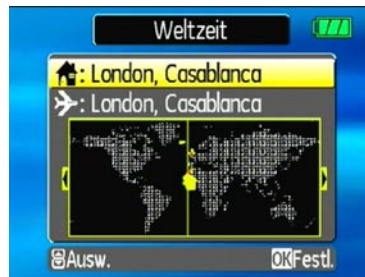 Weltzeit
: London, Casablanca
: London, Casablanca
Ausw.
OK Festl.